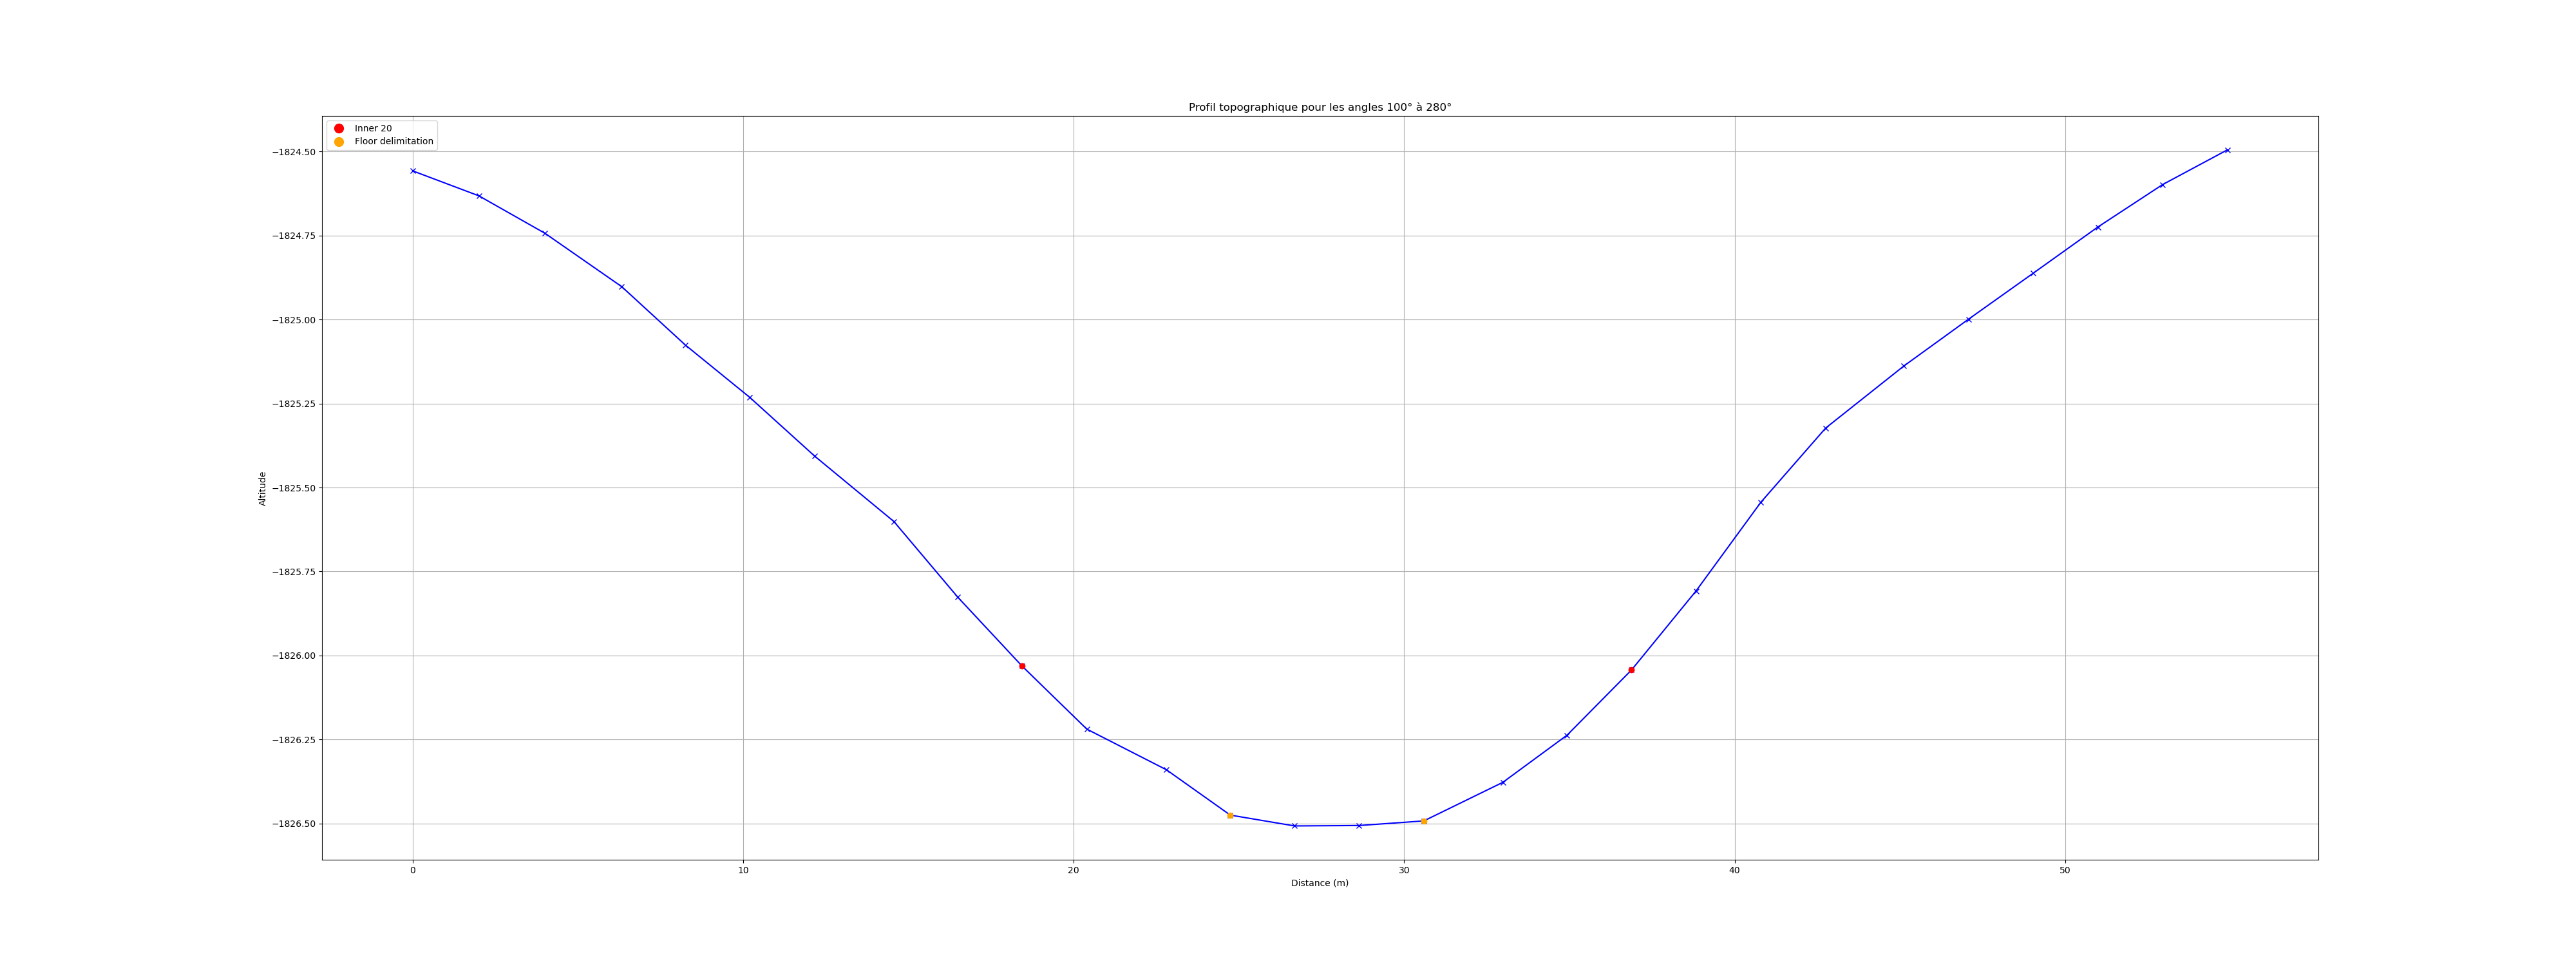 Profil topographique pour les angles 100° à 280°
Inner 20
Floor delimitation
−1824.50
−1824.75
−1825.00
−1825.25
−1825.50
−1825.75
−1826.00
−1826.25
−1826.50
Altitude
0 10 20 30 40 50
Distance (m)